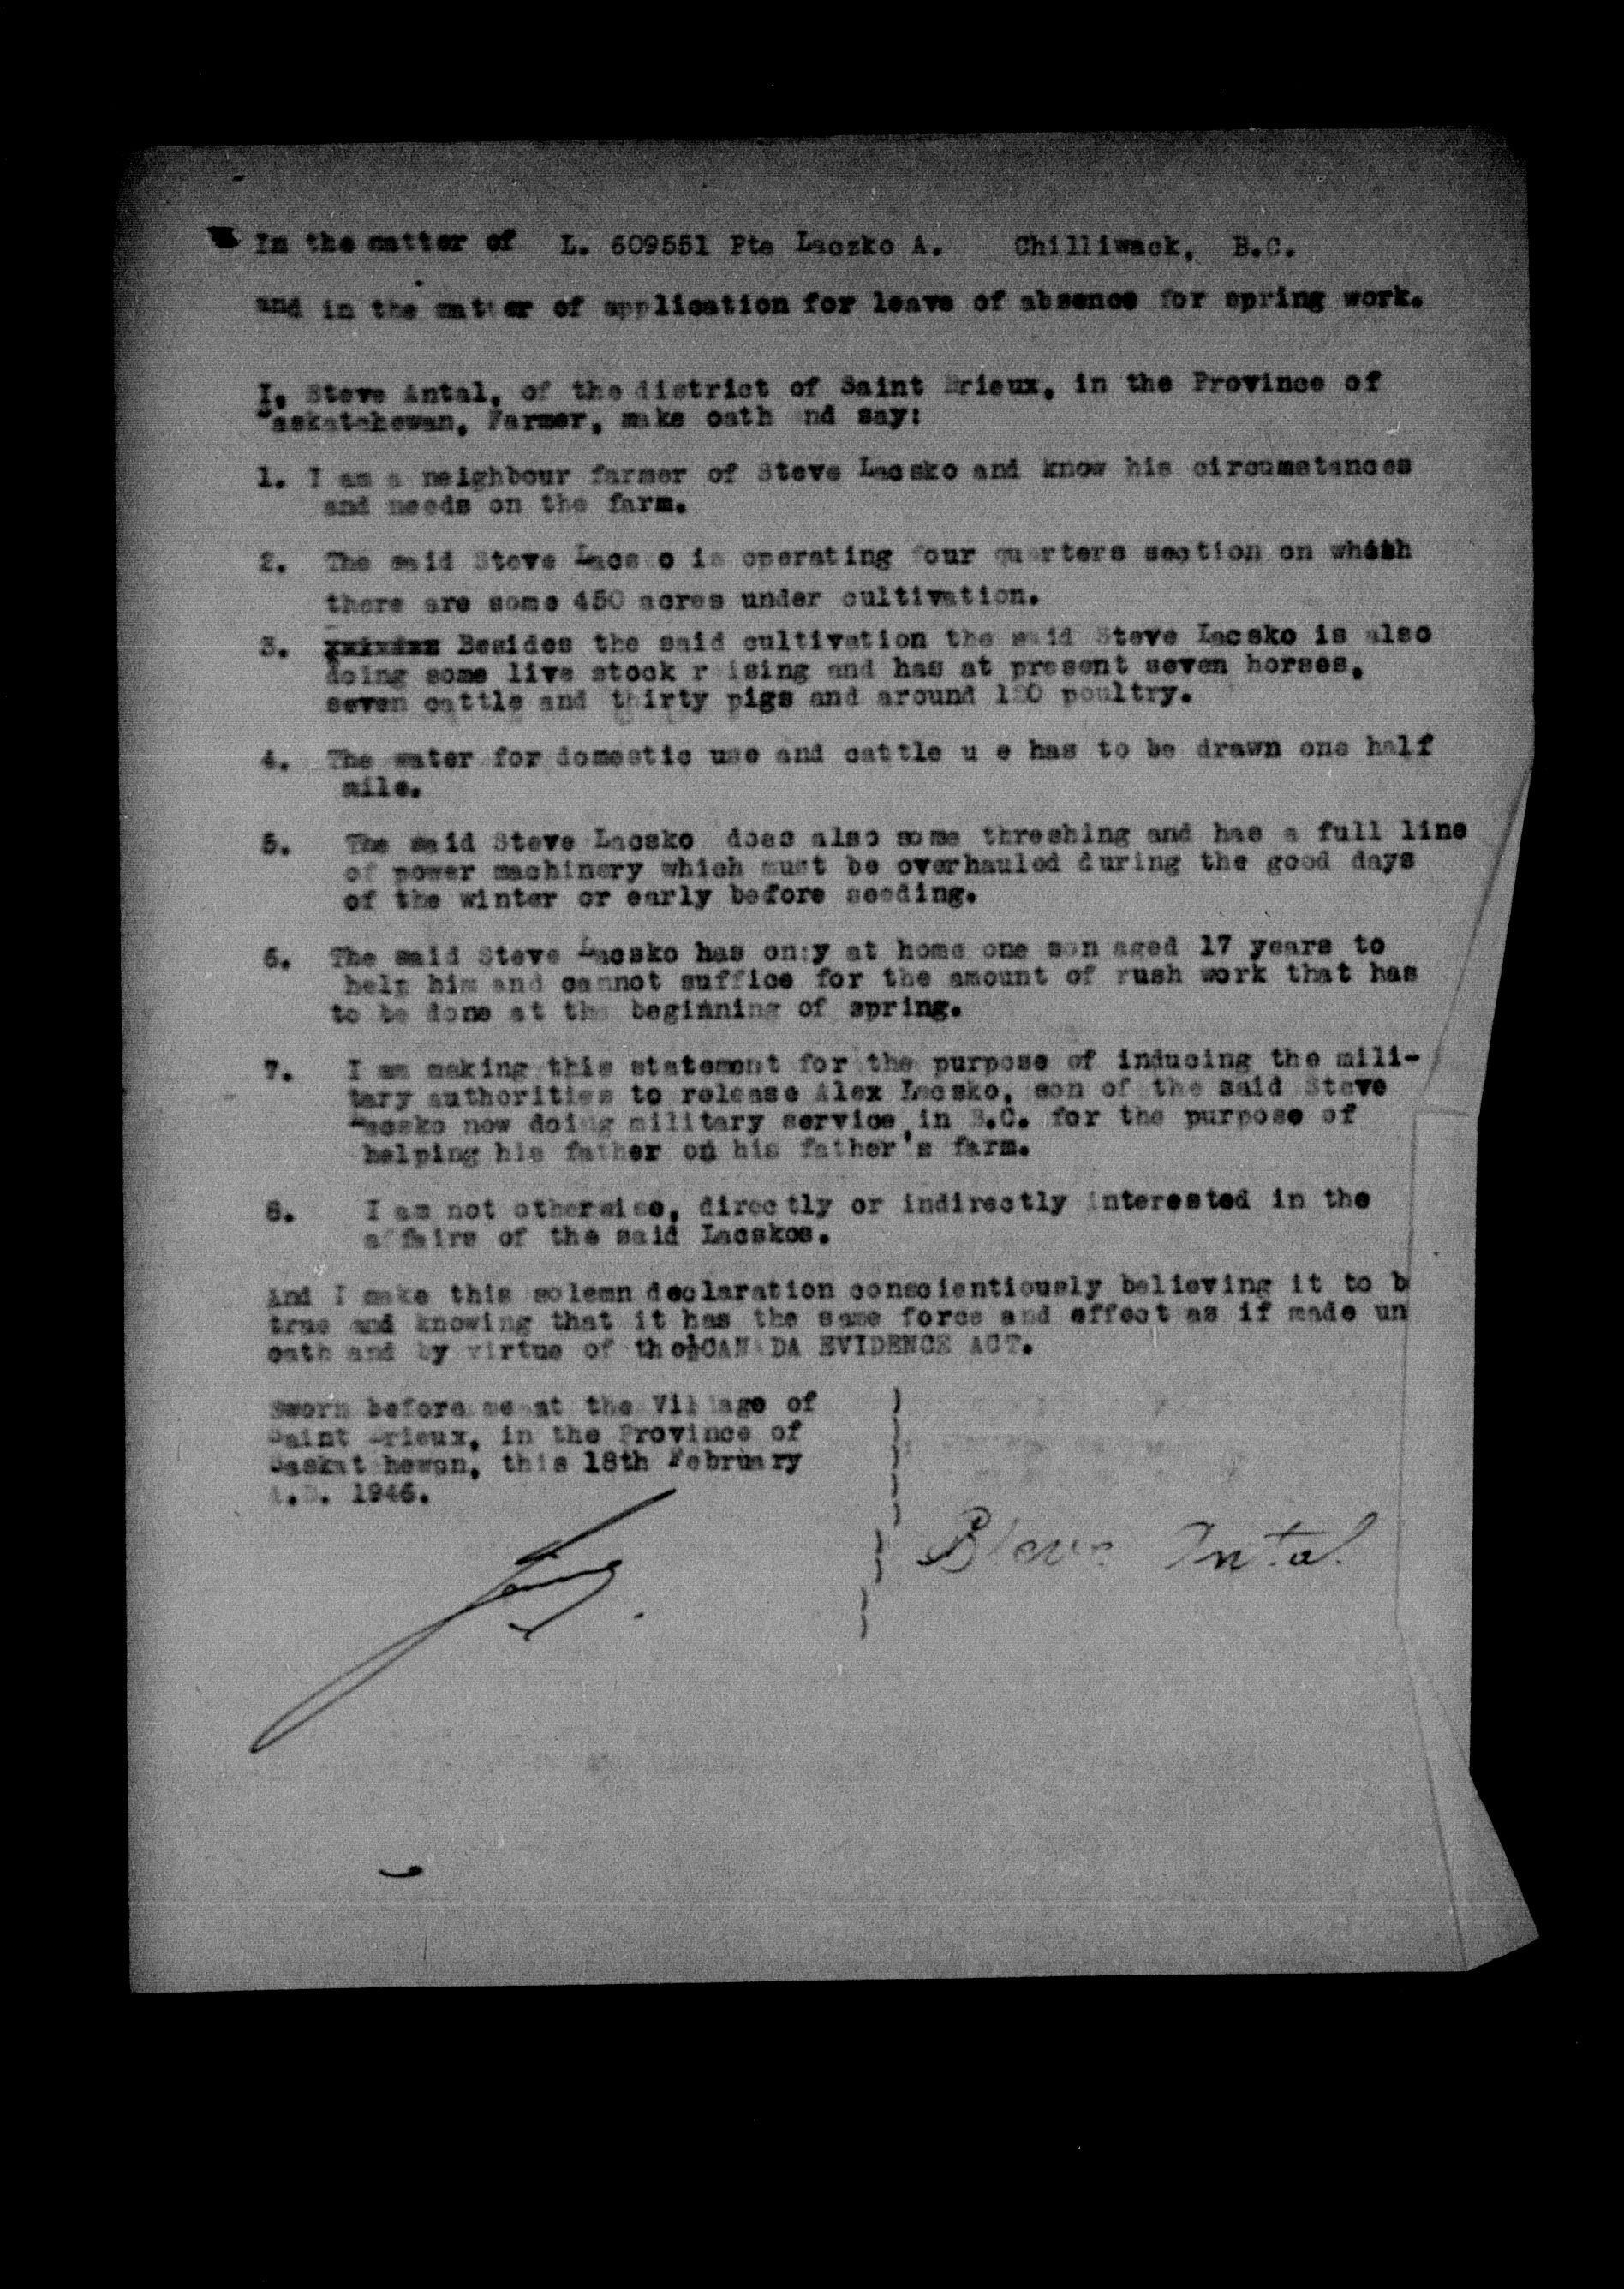 In the matter of L. 609551 Pte Laczko A. Chilliwack, B.C.
and in the matter of application for leave of absence for spring work.
I, Steve Antal, of the district of Saint Brieux, in the Province of
Saskatchewan, Farmer, make oath and say:
1. I am a neighbour farmer of Steve Lacsko and know his circumstances
and needs on the farm.
2. The said Steve Lacsko is operating four quarters section on which
there are some 450 acres under cultivation.
3. Besides the said cultivation the said Steve Lacsko is also
doing some live stock raising and has at present seven horses,
seven cattle and thirty pigs and around 120 poultry.
4. The water for domestic use and cattle u e has to be drawn one half
mile.
5. The said Steve Lacsko does also some threshing and has a full line
of power machinery which must be overhauled during the good days
of the winter or early before seeding.
6. The said Steve Lacsko has only at home one son aged 17 years to
help him and cannot suffice for the amount of rush work that has
to be done at the beginning of spring.
7. I am making this statement for the purpose of inducing the mili-
tary authorities to release Alex Lacsko, son of the said Steve
Lacsko now doing military service in B.C. for the purpose of
helping his father on his father's farm.
8. I am not otherwise, directly or indirectly interested in the
affairs of the said Lacskos.
And I make this solemn declaration conscientiously believing it to b
true and knowing that it has the same force and effect as if made un
oath and by virtue of the CANADA EVIDENCE ACT.
Sworn before me at the Village of
Saint Brieux, in the Province of
Saskatchewan, this 18th February
A.D. 1946.
Steve Antal